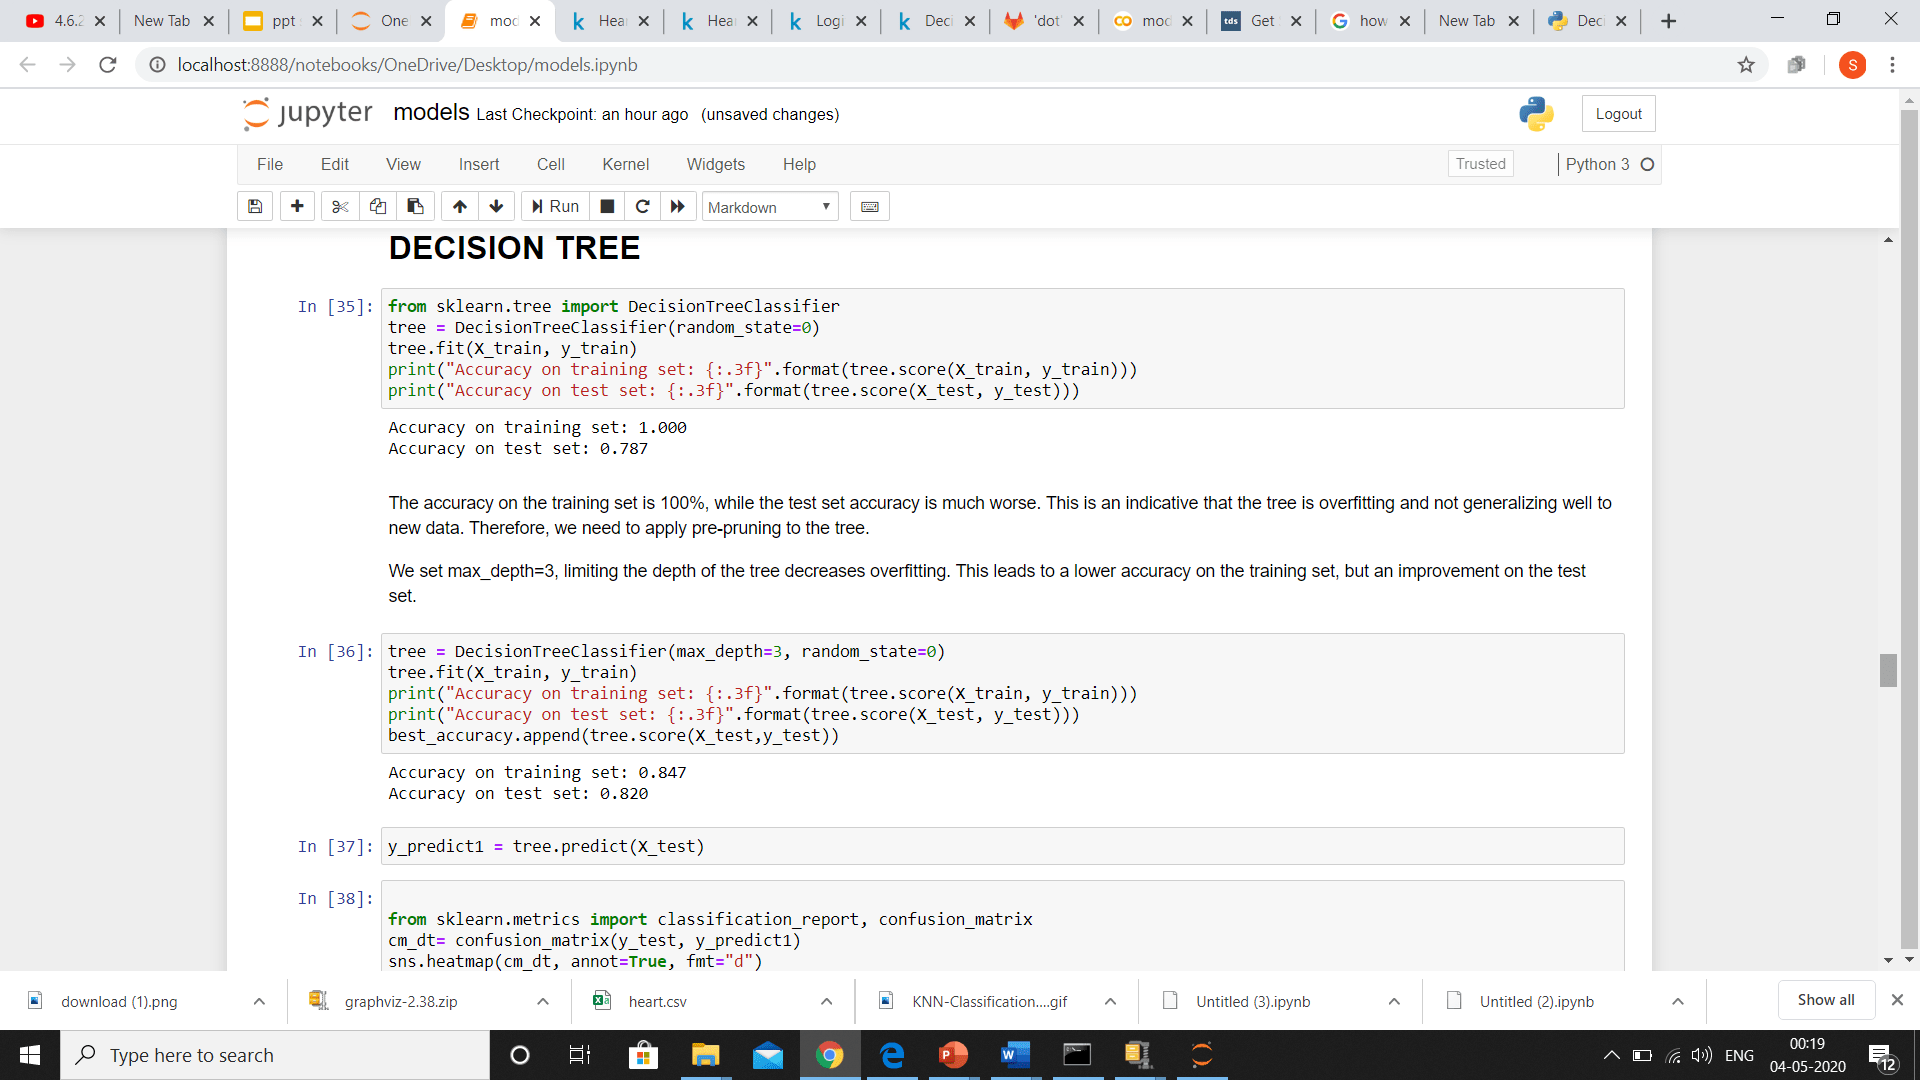 4.6.2
New Tab
ppt
One
mod
Hear
Hear
Logi
Deci
'dot'
mod
tds
Get
how
New Tab
Dec
localhost:8888/notebooks/OneDrive/Desktop/models.ipynb
S
jupyter models Last Checkpoint: an hour ago (unsaved changes)
Logout
File Edit View Insert Cell Kernel Widgets Help
Trusted
Python 3
Run
Markdown
DECISION TREE
In [35]: from sklearn.tree import DecisionTreeClassifier
tree = DecisionTreeClassifier(random_state=0)
tree.fit(X_train, y_train)
print("Accuracy on training set: {:.3f}".format(tree.score(X_train, y_train)))
print("Accuracy on test set: {:.3f}".format(tree.score(X_test, y_test)))
Accuracy on training set: 1.000
Accuracy on test set: 0.787
The accuracy on the training set is 100%, while the test set accuracy is much worse. This is an indicative that the tree is overfitting and not generalizing well to
new data. Therefore, we need to apply pre-pruning to the tree.
We set max_depth=3, limiting the depth of the tree decreases overfitting. This leads to a lower accuracy on the training set, but an improvement on the test
set.
In [36]: tree = DecisionTreeClassifier(max_depth=3, random_state=0)
tree.fit(X_train, y_train)
print("Accuracy on training set: {:.3f}".format(tree.score(X_train, y_train)))
print("Accuracy on test set: {:.3f}".format(tree.score(X_test, y_test)))
best_accuracy.append(tree.score(X_test,y_test))
Accuracy on training set: 0.847
Accuracy on test set: 0.820
In [37]: y_predict1 = tree.predict(X_test)
In [38]:
from sklearn.metrics import classification_report, confusion_matrix
cm_dt= confusion_matrix(y_test, y_predict1)
sns.heatmap(cm_dt, annot=True, fmt="d")
download (1).png
graphviz-2.38.zip
heart.csv
KNN-Classification....gif
Untitled (3).ipynb
Untitled (2).ipynb
Show all
Type here to search
ENG
00:19
04-05-2020
12